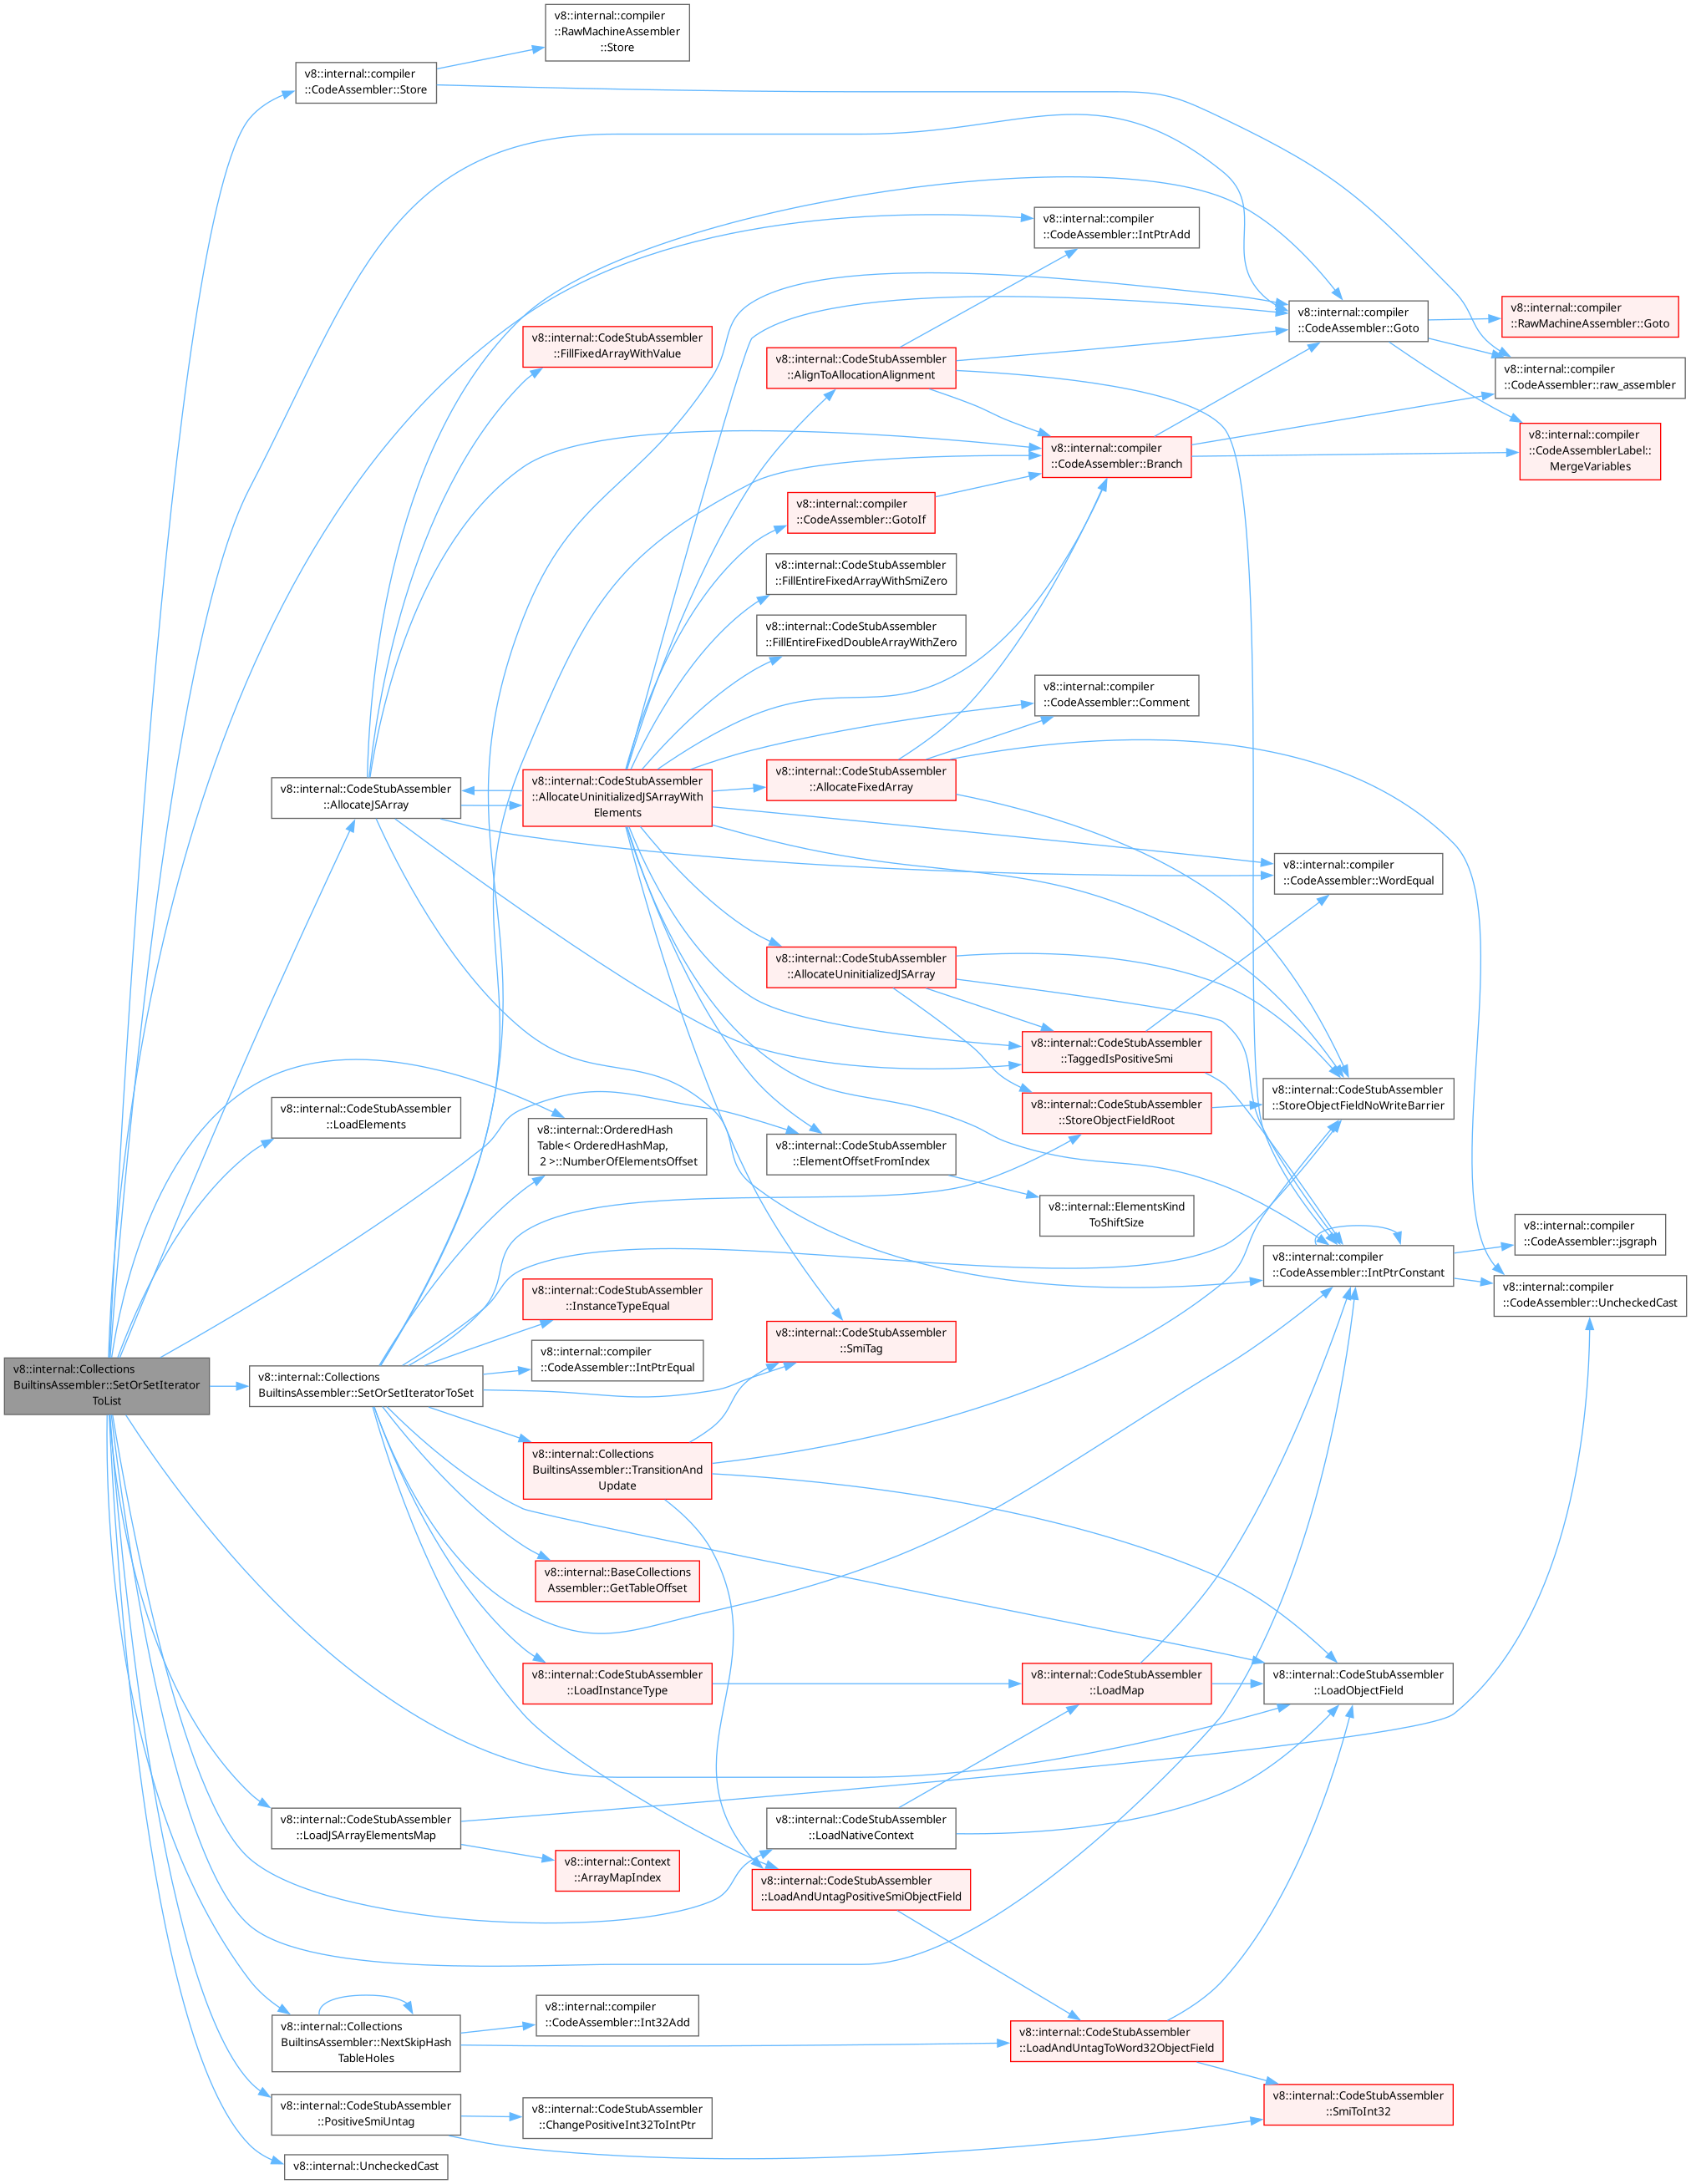 v8::internal::compiler
::RawMachineAssembler
::Store
v8::internal::compiler
::CodeAssembler::Store
v8::internal::compiler
::CodeAssembler::IntPtrAdd
v8::internal::compiler
::CodeAssembler::Goto
v8::internal::compiler
::RawMachineAssembler::Goto
v8::internal::CodeStubAssembler
::FillFixedArrayWithValue
v8::internal::CodeStubAssembler
::AlignToAllocationAlignment
v8::internal::compiler
::CodeAssembler::raw_assembler
v8::internal::compiler
::CodeAssembler::Branch
v8::internal::compiler
::CodeAssemblerLabel::
MergeVariables
v8::internal::compiler
::CodeAssembler::GotoIf
v8::internal::CodeStubAssembler
::FillEntireFixedArrayWithSmiZero
v8::internal::CodeStubAssembler
::FillEntireFixedDoubleArrayWithZero
v8::internal::compiler
::CodeAssembler::Comment
v8::internal::CodeStubAssembler
::AllocateJSArray
v8::internal::CodeStubAssembler
::AllocateUninitializedJSArrayWith
Elements
v8::internal::CodeStubAssembler
::AllocateFixedArray
v8::internal::compiler
::CodeAssembler::WordEqual
v8::internal::CodeStubAssembler
::AllocateUninitializedJSArray
v8::internal::CodeStubAssembler
::TaggedIsPositiveSmi
v8::internal::CodeStubAssembler
::StoreObjectFieldRoot
v8::internal::CodeStubAssembler
::StoreObjectFieldNoWriteBarrier
v8::internal::CodeStubAssembler
::LoadElements
v8::internal::OrderedHash
Table< OrderedHashMap,
2 >::NumberOfElementsOffset
v8::internal::CodeStubAssembler
::ElementOffsetFromIndex
v8::internal::ElementsKind
ToShiftSize
v8::internal::compiler
::CodeAssembler::jsgraph
v8::internal::compiler
::CodeAssembler::IntPtrConstant
v8::internal::compiler
::CodeAssembler::UncheckedCast
v8::internal::CodeStubAssembler
::InstanceTypeEqual
v8::internal::CodeStubAssembler
::SmiTag
v8::internal::compiler
::CodeAssembler::IntPtrEqual
v8::internal::Collections
BuiltinsAssembler::SetOrSetIterator
ToList
v8::internal::Collections
BuiltinsAssembler::SetOrSetIteratorToSet
v8::internal::Collections
BuiltinsAssembler::TransitionAnd
Update
v8::internal::BaseCollections
Assembler::GetTableOffset
v8::internal::CodeStubAssembler
::LoadInstanceType
v8::internal::CodeStubAssembler
::LoadMap
v8::internal::CodeStubAssembler
::LoadObjectField
v8::internal::CodeStubAssembler
::LoadJSArrayElementsMap
v8::internal::CodeStubAssembler
::LoadNativeContext
v8::internal::Context
::ArrayMapIndex
v8::internal::CodeStubAssembler
::LoadAndUntagPositiveSmiObjectField
v8::internal::Collections
BuiltinsAssembler::NextSkipHash
TableHoles
v8::internal::compiler
::CodeAssembler::Int32Add
v8::internal::CodeStubAssembler
::LoadAndUntagToWord32ObjectField
v8::internal::CodeStubAssembler
::PositiveSmiUntag
v8::internal::CodeStubAssembler
::ChangePositiveInt32ToIntPtr
v8::internal::CodeStubAssembler
::SmiToInt32
v8::internal::UncheckedCast